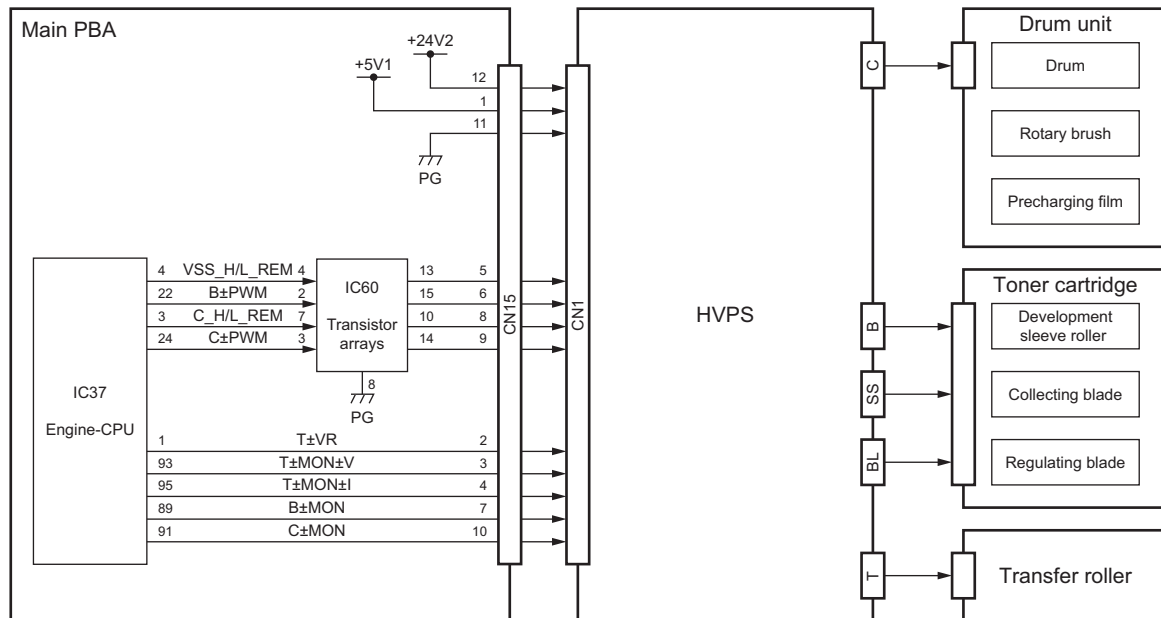 Main PBA
+24V2
+5V1
12
1
11
PG
4 VSS_H/L_REM 4
22 B±PWM 2
3 C_H/L_REM 7
24 C±PWM 3
IC60
Transistor
arrays
13 5
15 6
10 8
14 9
8
PG
IC37
Engine-CPU
1 T±VR 2
93 T±MON±V 3
95 T±MON±I 4
89 B±MON 7
91 C±MON 10
CN15
CN1
HVPS
C
B
SS
BL
T
Drum unit
Drum
Rotary brush
Precharging film
Toner cartridge
Development
sleeve roller
Collecting blade
Regulating blade
Transfer roller